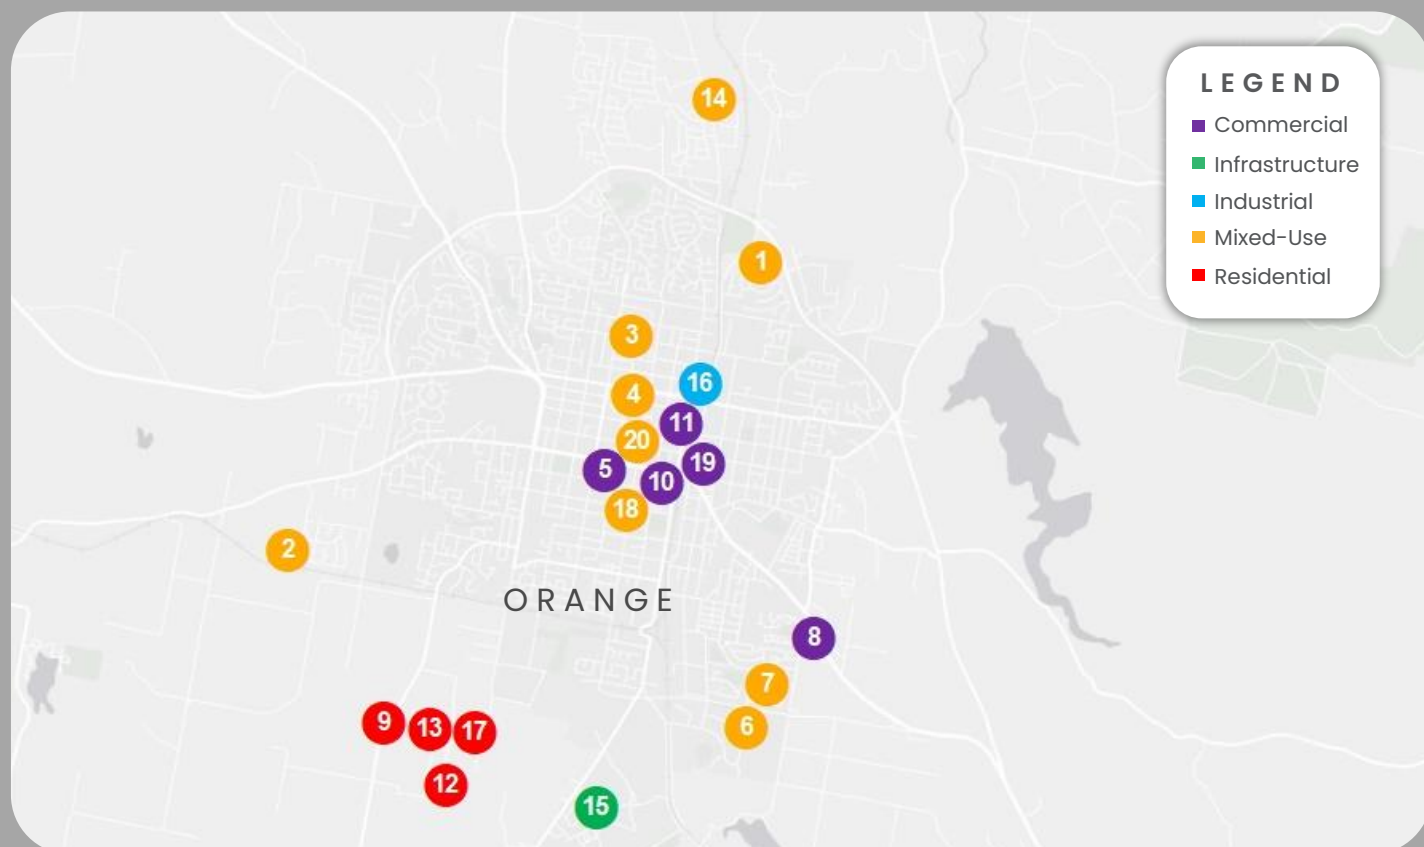 LEGEND
Commercial
Infrastructure
Industrial
Mixed-Use
Residential
14
1
3
16
4
11
20
19
5
10
18
2
ORANGE
8
7
9
13
17
6
12
15